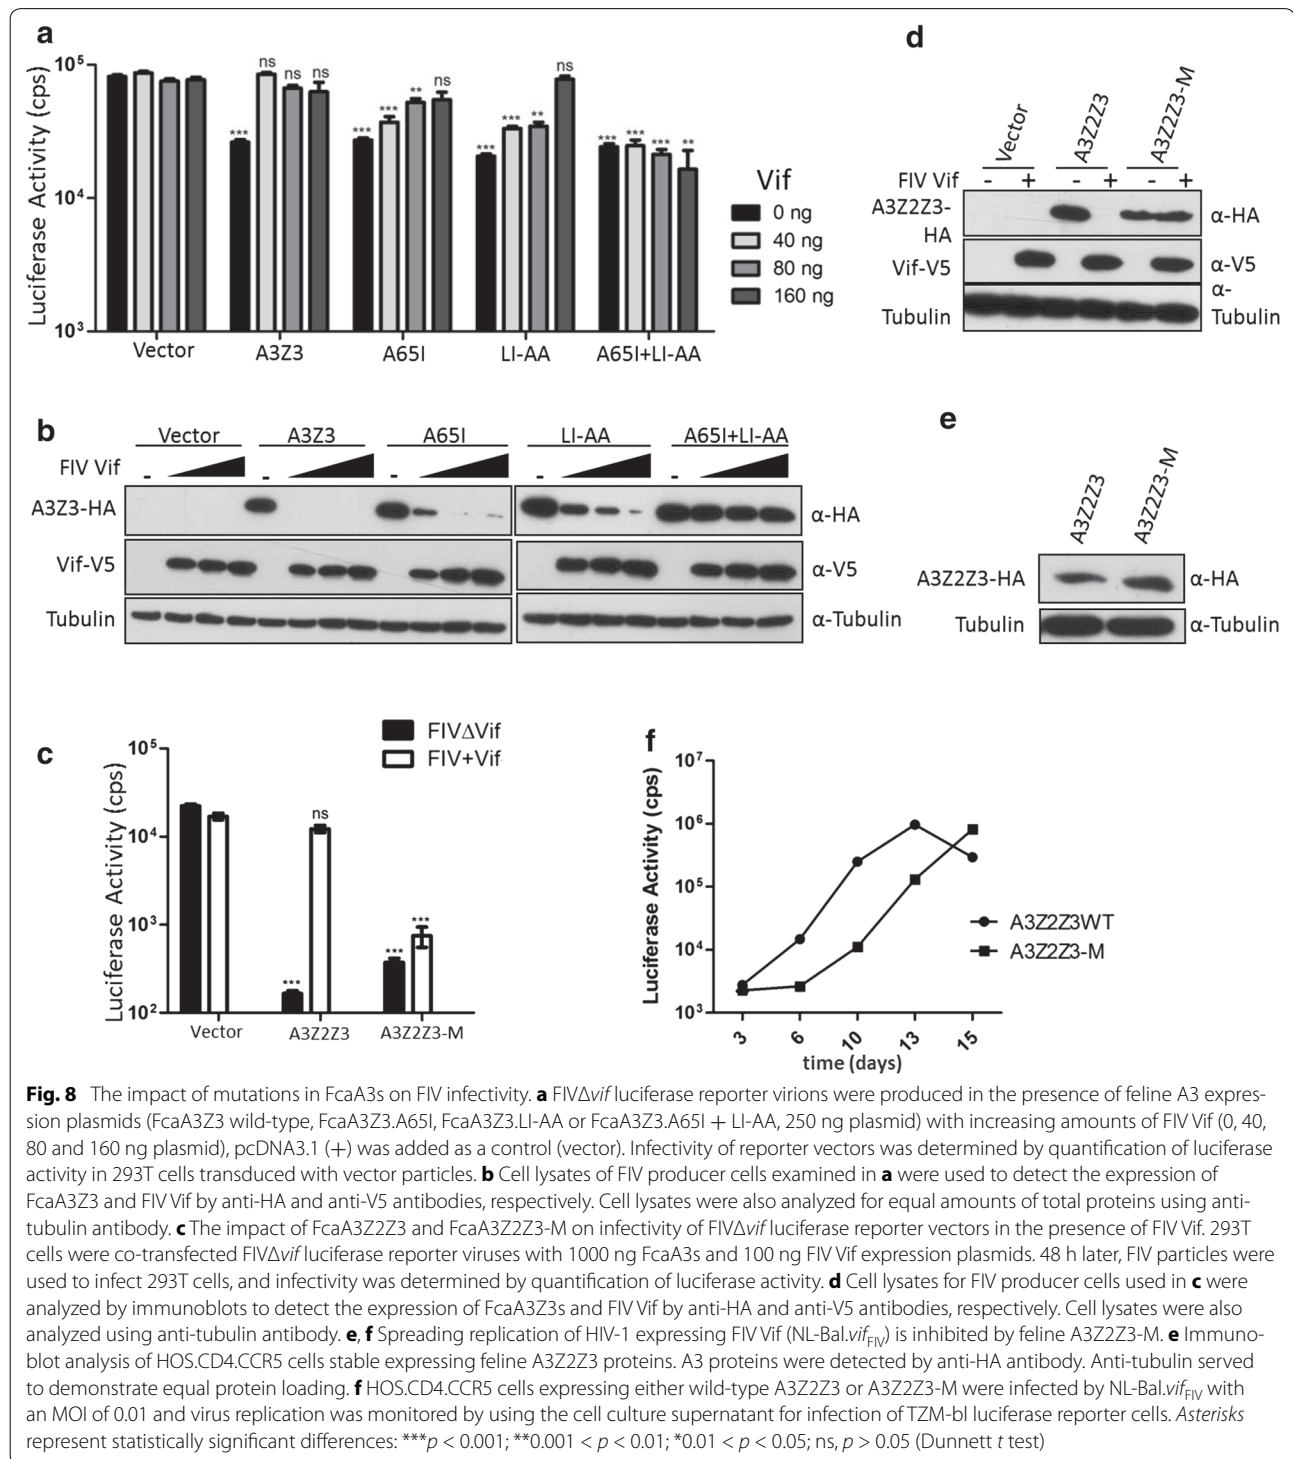 a
10⁵
10⁴
10³
Luciferase Activity (cps)
ns
ns
ns
***
***
***
**
ns
***
***
**
ns
***
***
***
**
Vector
A3Z3
A65I
LI-AA
A65I+LI-AA
Vif
0 ng
40 ng
80 ng
160 ng
d
Vector
A3Z2Z3
A3Z2Z3-M
FIV Vif - + - + - +
A3Z2Z3-
HA
α-HA
Vif-V5
α-V5
α-
Tubulin
Tubulin
b
Vector
A3Z3
A65I
LI-AA
A65I+LI-AA
FIV Vif
- - - - -
A3Z3-HA
α-HA
Vif-V5
α-V5
Tubulin
α-Tubulin
e
A3Z2Z3
A3Z2Z3-M
A3Z2Z3-HA
α-HA
Tubulin
α-Tubulin
c
FIVΔVif
FIV+Vif
10⁵
10⁴
10³
10²
Luciferase Activity (cps)
***
ns
***
***
Vector
A3Z2Z3
A3Z2Z3-M
f
10⁷
10⁶
10⁵
10⁴
10³
Luciferase Activity (cps)
A3Z2Z3WT
A3Z2Z3-M
3
6
10
13
15
time (days)
Fig. 8 The impact of mutations in FcaA3s on FIV infectivity. a FIVΔvif luciferase reporter virions were produced in the presence of feline A3 expres-
sion plasmids (FcaA3Z3 wild-type, FcaA3Z3.A65I, FcaA3Z3.LI-AA or FcaA3Z3.A65I + LI-AA, 250 ng plasmid) with increasing amounts of FIV Vif (0, 40,
80 and 160 ng plasmid), pcDNA3.1 (+) was added as a control (vector). Infectivity of reporter vectors was determined by quantification of luciferase
activity in 293T cells transduced with vector particles. b Cell lysates of FIV producer cells examined in a were used to detect the expression of
FcaA3Z3 and FIV Vif by anti-HA and anti-V5 antibodies, respectively. Cell lysates were also analyzed for equal amounts of total proteins using anti-
tubulin antibody. c The impact of FcaA3Z2Z3 and FcaA3Z2Z3-M on infectivity of FIVΔvif luciferase reporter vectors in the presence of FIV Vif. 293T
cells were co-transfected FIVΔvif luciferase reporter viruses with 1000 ng FcaA3s and 100 ng FIV Vif expression plasmids. 48 h later, FIV particles were
used to infect 293T cells, and infectivity was determined by quantification of luciferase activity. d Cell lysates for FIV producer cells used in c were
analyzed by immunoblots to detect the expression of FcaA3Z3s and FIV Vif by anti-HA and anti-V5 antibodies, respectively. Cell lysates were also
analyzed using anti-tubulin antibody. e, f Spreading replication of HIV-1 expressing FIV Vif (NL-Bal.vif_FIV) is inhibited by feline A3Z2Z3-M. e Immuno-
blot analysis of HOS.CD4.CCR5 cells stable expressing feline A3Z2Z3 proteins. A3 proteins were detected by anti-HA antibody. Anti-tubulin served
to demonstrate equal protein loading. f HOS.CD4.CCR5 cells expressing either wild-type A3Z2Z3 or A3Z2Z3-M were infected by NL-Bal.vif_FIV with
an MOI of 0.01 and virus replication was monitored by using the cell culture supernatant for infection of TZM-bl luciferase reporter cells. Asterisks
represent statistically significant differences: ***p < 0.001; **0.001 < p < 0.01; *0.01 < p < 0.05; ns, p > 0.05 (Dunnett t test)